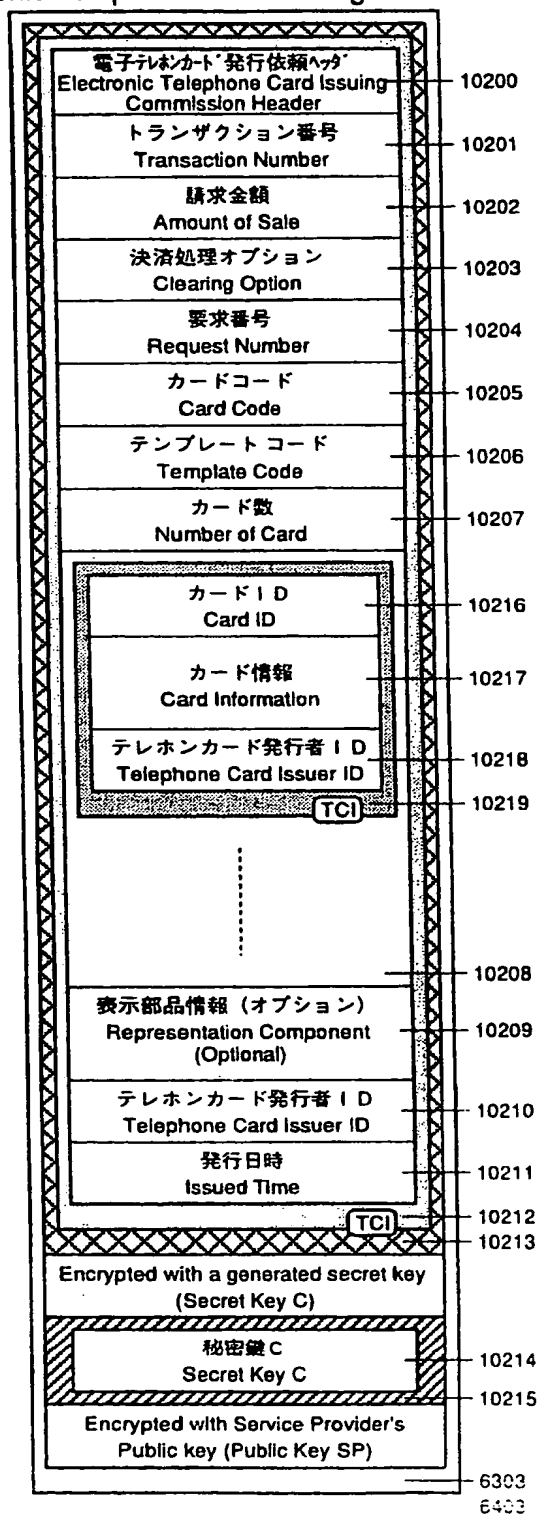 電子テレホンカード発行依頼ヘッダ
Electronic Telephone Card Issuing
Commission Header
10200
トランザクション番号
Transaction Number
10201
請求金額
Amount of Sale
10202
決済処理オプション
Clearing Option
10203
要求番号
Request Number
10204
カードコード
Card Code
10205
テンプレート コード
Template Code
10206
カード数
Number of Card
10207
カードID
Card ID
10216
カード情報
Card Information
10217
テレホンカード発行者ID
Telephone Card Issuer ID
10218
TCI
10219
10208
表示部品情報(オプション)
Representation Component
(Optional)
10209
テレホンカード発行者ID
Telephone Card Issuer ID
10210
発行日時
Issued Time
10211
TCI
10212
10213
Encrypted with a generated secret key
(Secret Key C)
秘密鍵C
Secret Key C
10214
10215
Encrypted with Service Provider's
Public key (Public Key SP)
6303
6403